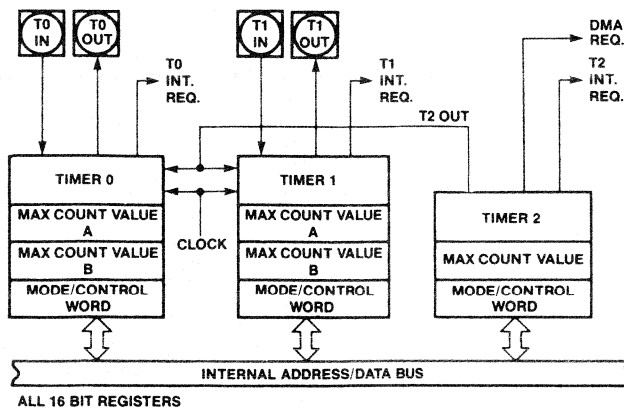 T0 IN
T0 OUT
T1 IN
T1 OUT
DMA REQ.
T0 INT. REQ.
T1 INT. REQ.
T2 INT. REQ.
T2 OUT
TIMER 0
MAX COUNT VALUE A
MAX COUNT VALUE B
MODE/CONTROL WORD
CLOCK
TIMER 1
MAX COUNT VALUE A
MAX COUNT VALUE B
MODE/CONTROL WORD
TIMER 2
MAX COUNT VALUE
MODE/CONTROL WORD
INTERNAL ADDRESS/DATA BUS
ALL 16 BIT REGISTERS